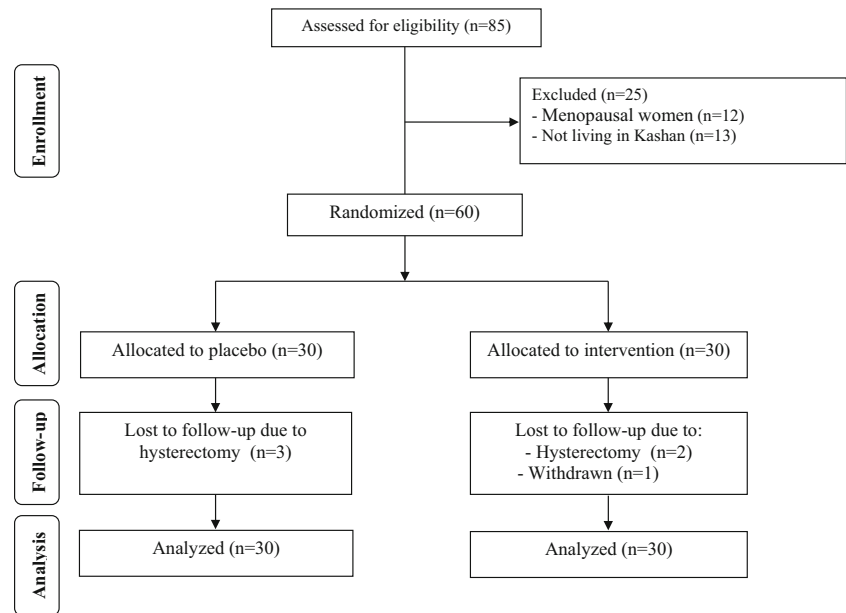 Assessed for eligibility (n=85)
Enrollment
Excluded (n=25)
- Menopausal women (n=12)
- Not living in Kashan (n=13)
Randomized (n=60)
Allocation
Allocated to placebo (n=30)
Allocated to intervention (n=30)
Follow-up
Lost to follow-up due to
hysterectomy (n=3)
Lost to follow-up due to:
- Hysterectomy (n=2)
- Withdrawn (n=1)
Analysis
Analyzed (n=30)
Analyzed (n=30)